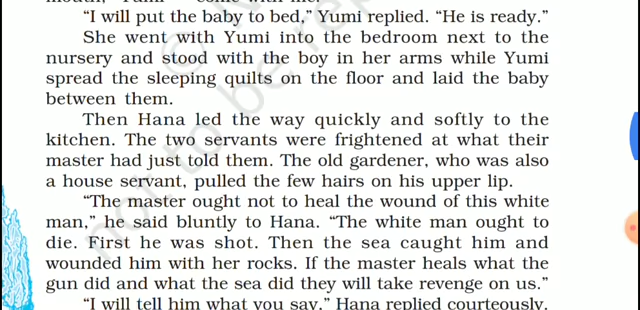 "I will put the baby to bed," Yumi replied. "He is ready."
She went with Yumi into the bedroom next to the
nursery and stood with the boy in her arms while Yumi
spread the sleeping quilts on the floor and laid the baby
between them.
Then Hana led the way quickly and softly to the
kitchen. The two servants were frightened at what their
master had just told them. The old gardener, who was also
a house servant, pulled the few hairs on his upper lip.
"The master ought not to heal the wound of this white
man," he said bluntly to Hana. "The white man ought to
die. First he was shot. Then the sea caught him and
wounded him with her rocks. If the master heals what the
gun did and what the sea did they will take revenge on us."
"I will tell him what you say," Hana replied courteously.
not to be rep